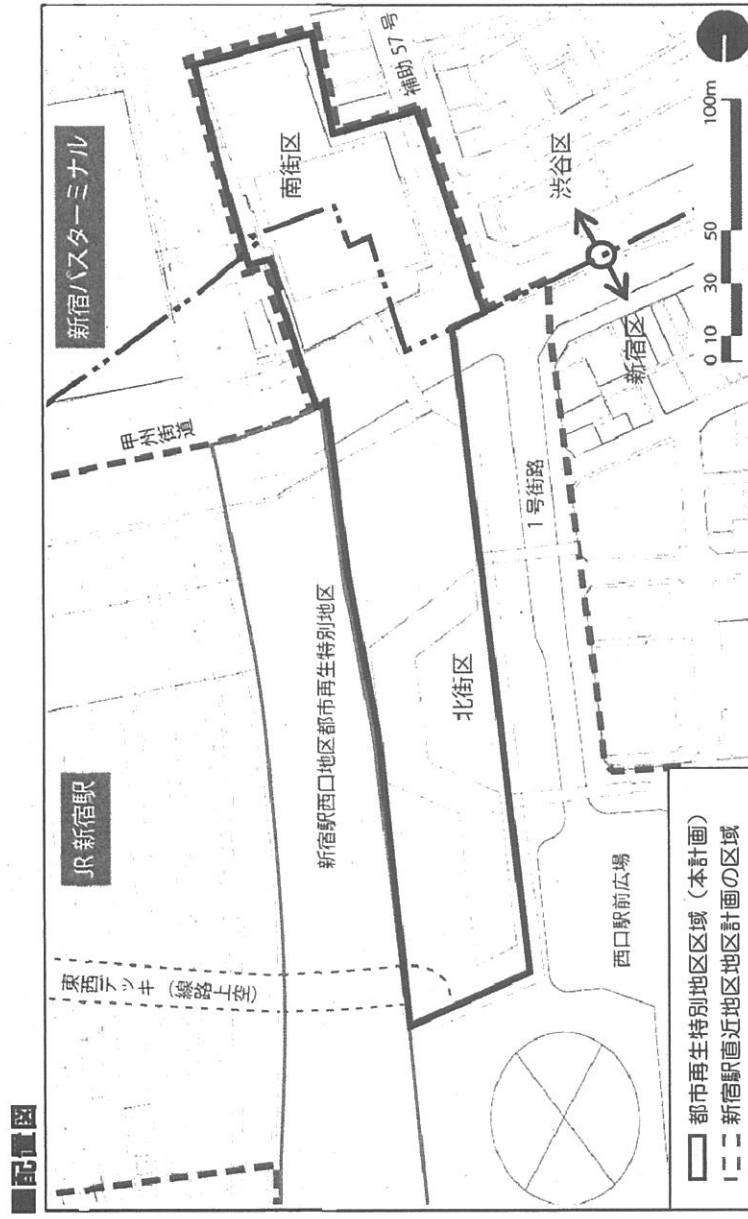 ■配置図
JR 新宿駅
新宿バスターミナル
甲州街道
東西デッキ（線路上空）
新宿駅西口地区都市再生特別地区
南街区
補助 57 号
北街区
渋谷区
新宿区
1 号街路
西口駅前広場
都市再生特別地区区域（本計画）
新宿駅直近地区地区計画の区域
0 10 30 50 100m